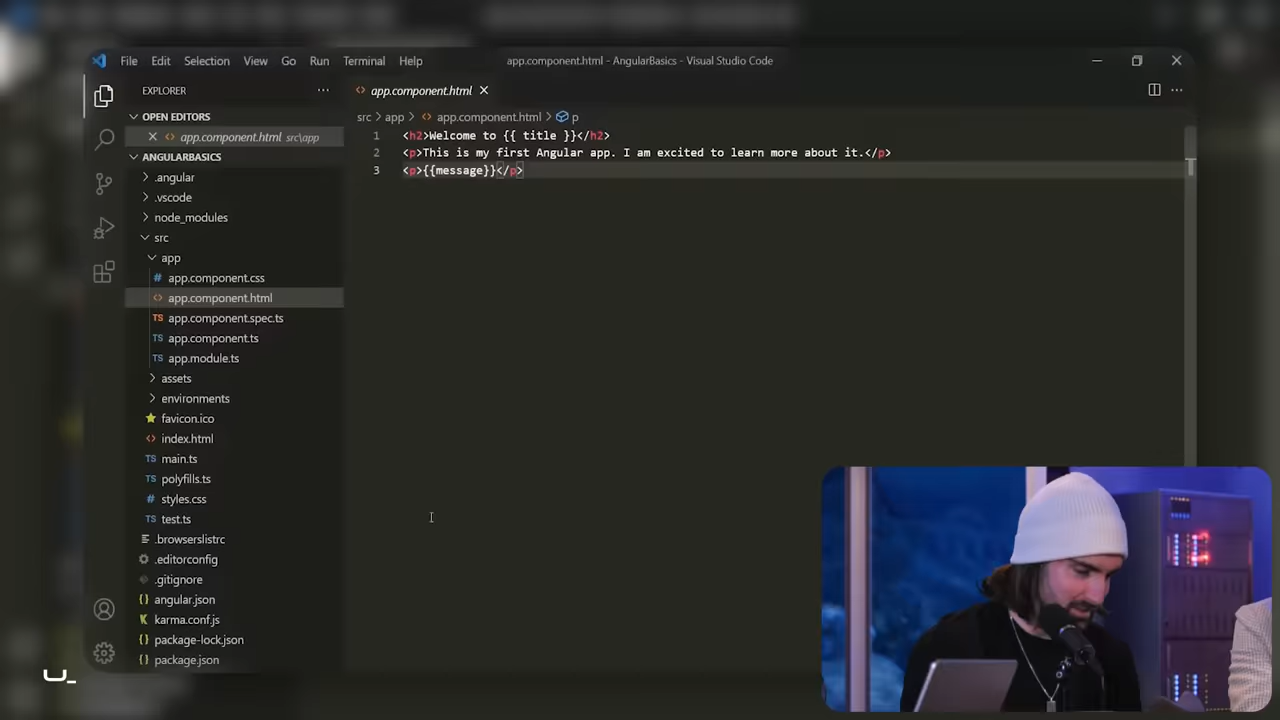 File Edit Selection View Go Run Terminal Help
app.component.html - AngularBasics - Visual Studio Code
EXPLORER
OPEN EDITORS
app.component.html src\app
ANGULARBASICS
.angular
.vscode
node_modules
src
app
app.component.css
app.component.html
app.component.spec.ts
app.component.ts
app.module.ts
assets
environments
favicon.ico
index.html
main.ts
polyfills.ts
styles.css
test.ts
.browserslistrc
.editorconfig
.gitignore
angular.json
karma.conf.js
package-lock.json
package.json
app.component.html
src > app > app.component.html > p
1 <h2>Welcome to {{ title }}</h2>
2 <p>This is my first Angular app. I am excited to learn more about it.</p>
3 <p>{{message}}</p>